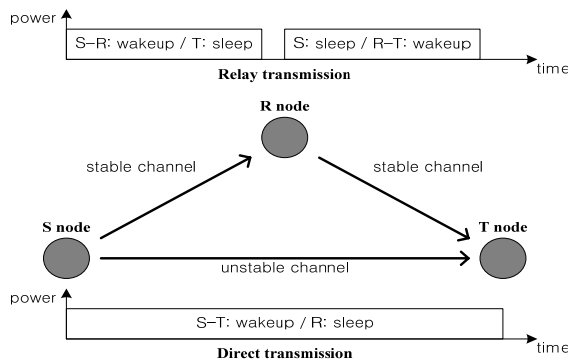 power
S-R: wakeup / T: sleep
S: sleep / R-T: wakeup
time
Relay transmission
R node
stable channel
stable channel
S node
T node
unstable channel
power
S-T: wakeup / R: sleep
time
Direct transmission